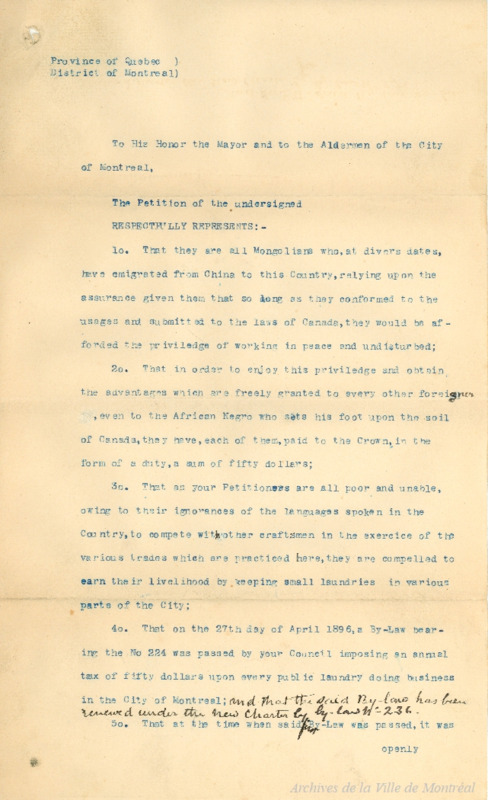 Province of Quebec )
District of Montreal)
To His Honor the Mayor and to the Aldermen of the City
of Montreal,
The Petition of the undersigned
RESPECTFULLY REPRESENTS:-
1o. That they are all Mongolians who, at divers dates,
have emigrated from China to this Country, relying upon the
assurance given them that so long as they conformed to the
usages and submitted to the laws of Canada, they would be af-
forded the priviledge of working in peace and undisturbed;
2o. That in order to enjoy this priviledge and obtain
the advantages which are freely granted to every other foreigner
, even to the African Negro who sets his foot upon the soil
of Canada, they have, each of them, paid to the Crown, in the
form of a duty, a sum of fifty dollars;
3o. That as your Petitioners are all poor and unable,
owing to their ignorances of the languages spoken in the
Country, to compete with other craftsmen in the exercice of the
various trades which are practiced here, they are compelled to
earn their livelihood by keeping small laundries in various
parts of the City;
4o. That on the 27th day of April 1896, a By-Law bear-
ing the No 224 was passed by your Council imposing an annual
tax of fifty dollars upon every public laundry doing business
in the City of Montreal; and that the said By-law has been
renewed under the new Charter by by-law No 236.
5o. That at the time when said first By-Law was passed, it was
openly
Archives de la Ville de Montréal